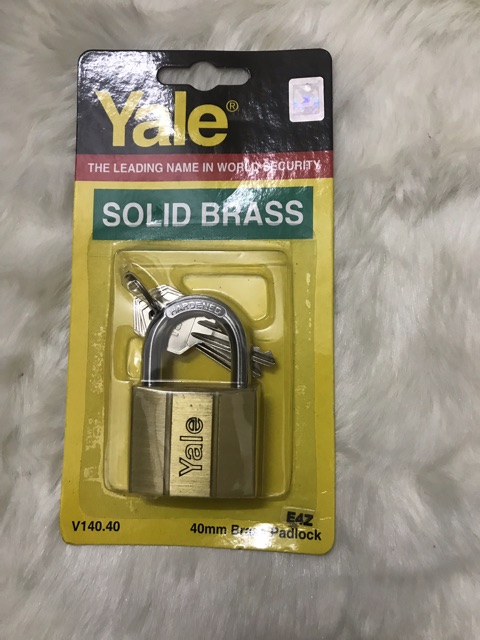 Yale®
THE LEADING NAME IN WORLD SECURITY
SOLID BRASS
HARDENED
Yale
E4Z
V140.40
40mm Brass Padlock